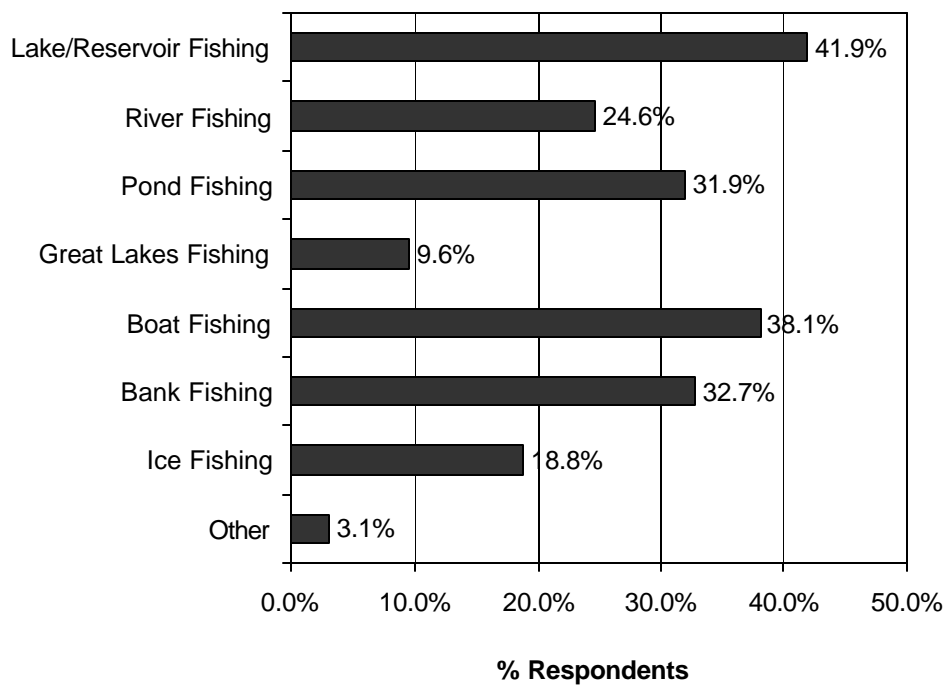 Lake/Reservoir Fishing 41.9%
River Fishing 24.6%
Pond Fishing 31.9%
Great Lakes Fishing 9.6%
Boat Fishing 38.1%
Bank Fishing 32.7%
Ice Fishing 18.8%
Other 3.1%
0.0% 10.0% 20.0% 30.0% 40.0% 50.0%
% Respondents